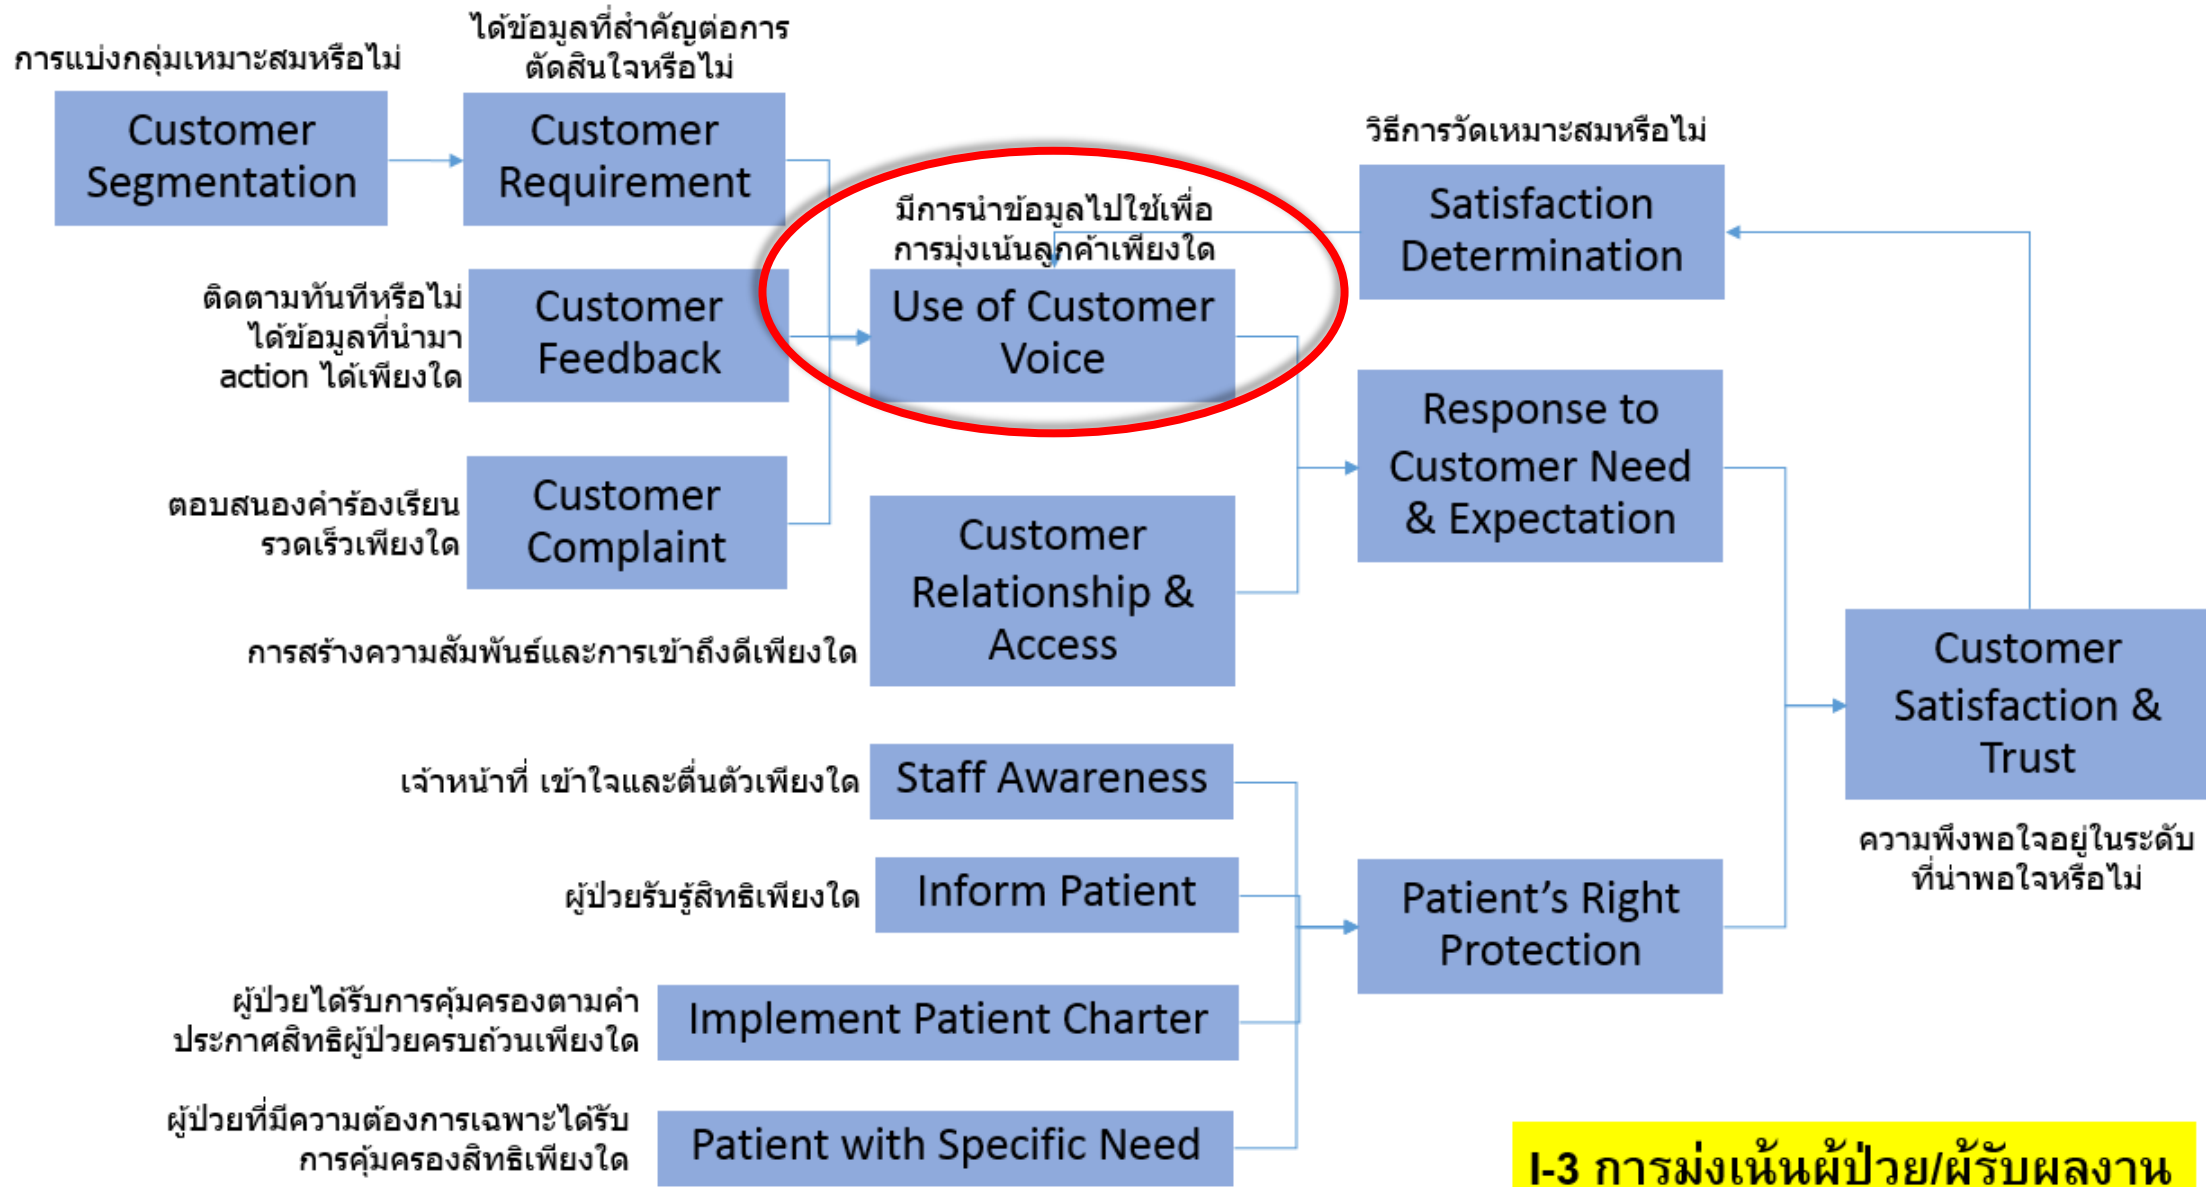 การแบ่งกลุ่มเหมาะสมหรือไม่
Customer
Segmentation
ได้ข้อมูลที่สำคัญต่อการ
ตัดสินใจหรือไม่
Customer
Requirement
ติดตามทันทีหรือไม่
ได้ข้อมูลที่นำมา
action ได้เพียงใด
Customer
Feedback
ตอบสนองคำร้องเรียน
รวดเร็วเพียงใด
Customer
Complaint
มีการนำข้อมูลไปใช้เพื่อ
การมุ่งเน้นลูกค้าเพียงใด
Use of Customer
Voice
การสร้างความสัมพันธ์และการเข้าถึงดีเพียงใด
Customer
Relationship &
Access
วิธีการวัดเหมาะสมหรือไม่
Satisfaction
Determination
Response to
Customer Need
& Expectation
เจ้าหน้าที่ เข้าใจและตื่นตัวเพียงใด
Staff Awareness
ผู้ป่วยรับรู้สิทธิเพียงใด
Inform Patient
ผู้ป่วยได้รับการคุ้มครองตามคำ
ประกาศสิทธิผู้ป่วยครบถ้วนเพียงใด
Implement Patient Charter
ผู้ป่วยที่มีความต้องการเฉพาะได้รับ
การคุ้มครองสิทธิเพียงใด
Patient with Specific Need
Patient’s Right
Protection
Customer
Satisfaction &
Trust
ความพึงพอใจอยู่ในระดับ
ที่น่าพอใจหรือไม่
I-3 การมุ่งเน้นผู้ป่วย/ผู้รับผลงาน